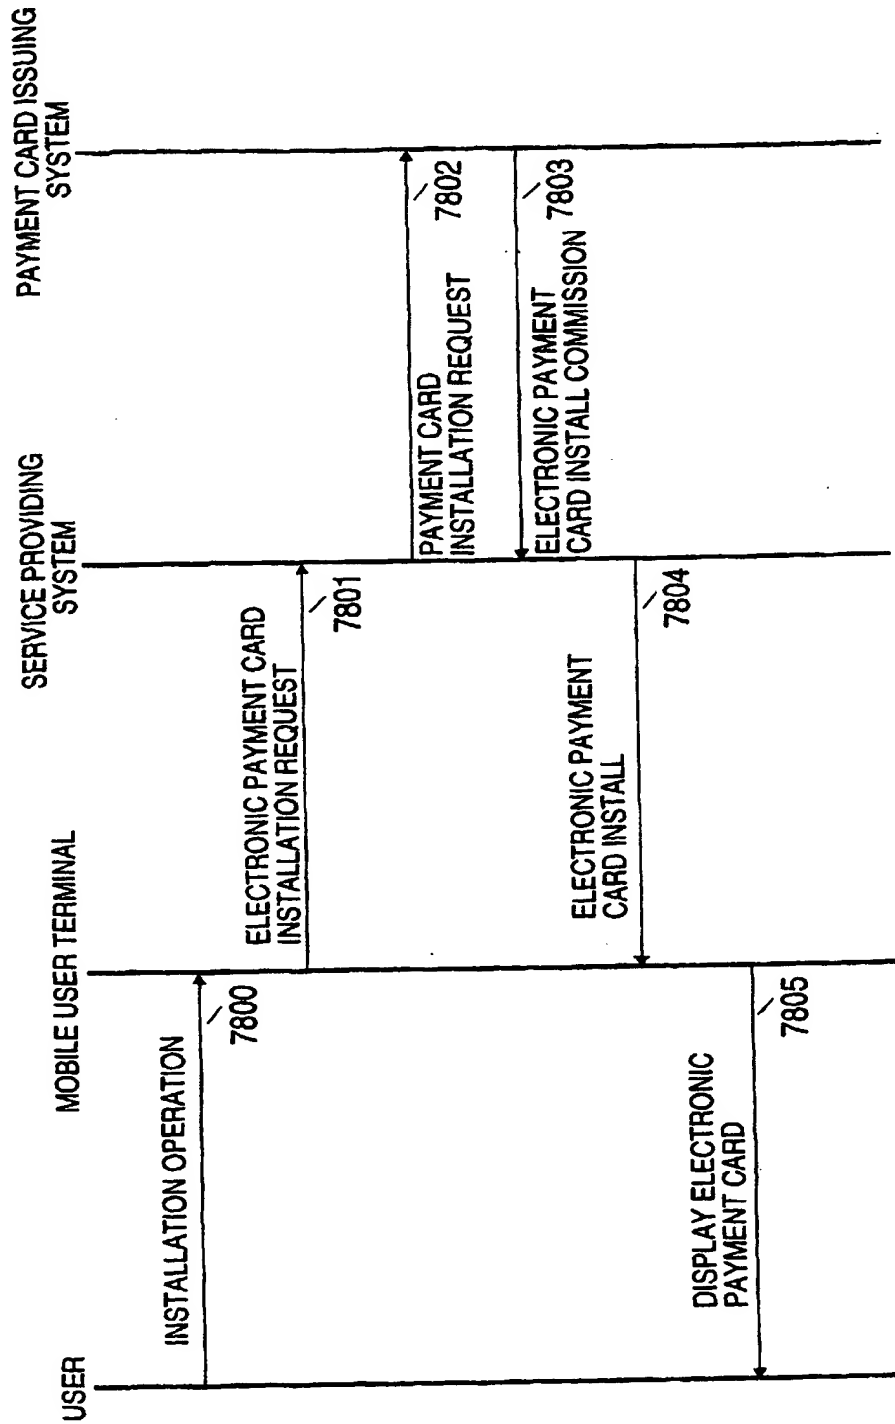 USER
MOBILE USER TERMINAL
SERVICE PROVIDING
SYSTEM
PAYMENT CARD ISSUING
SYSTEM
INSTALLATION OPERATION
7800
ELECTRONIC PAYMENT CARD
INSTALLATION REQUEST
7801
PAYMENT CARD
INSTALLATION REQUEST
7802
ELECTRONIC PAYMENT
CARD INSTALL COMMISSION
7803
ELECTRONIC PAYMENT
CARD INSTALL
7804
DISPLAY ELECTRONIC
PAYMENT CARD
7805